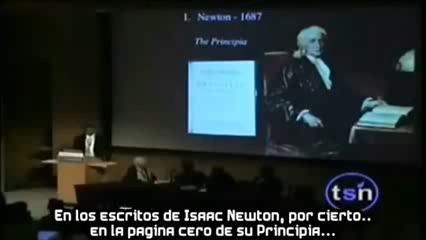 1. Newton - 1687
The Principia
tsn
En los escritos de Isaac Newton, por cierto..
en la pagina cero de su Principia...